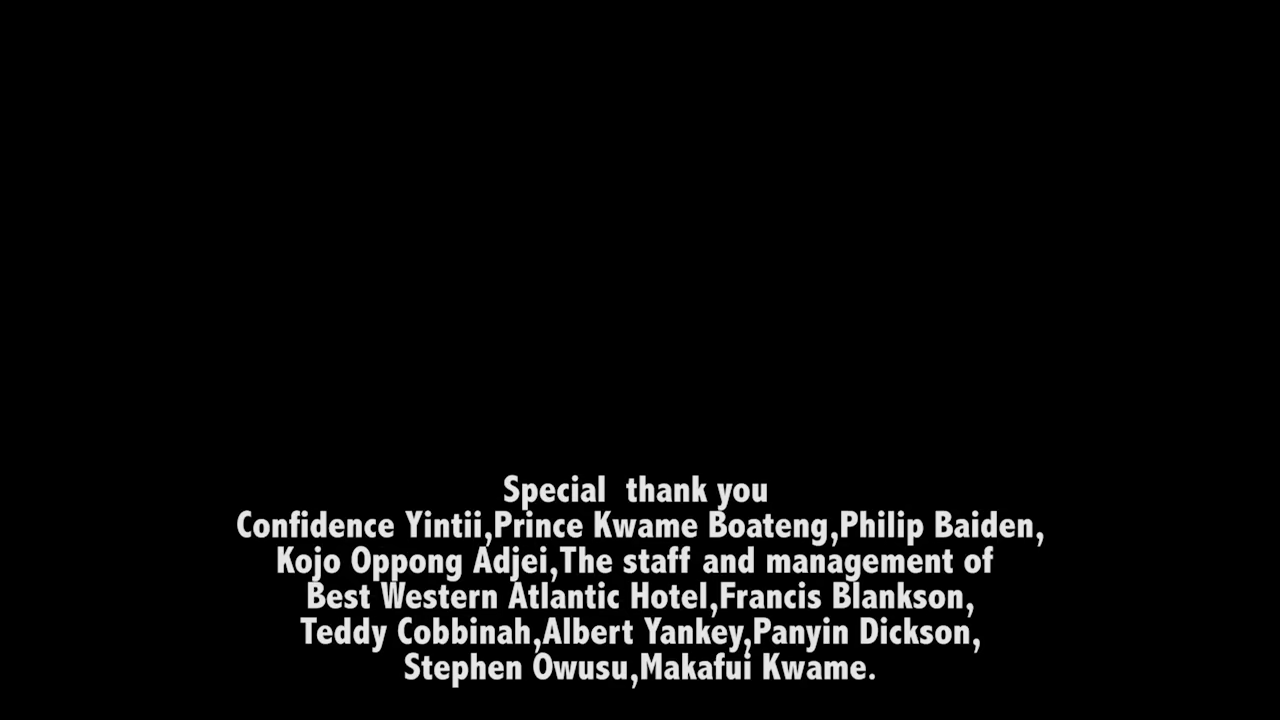 Special  thank you
Confidence Yintii,Prince Kwame Boateng,Philip Baiden,
Kojo Oppong Adjei,The staff and management of
Best Western Atlantic Hotel,Francis Blankson,
Teddy Cobbinah,Albert Yankey,Panyin Dickson,
Stephen Owusu,Makafui Kwame.